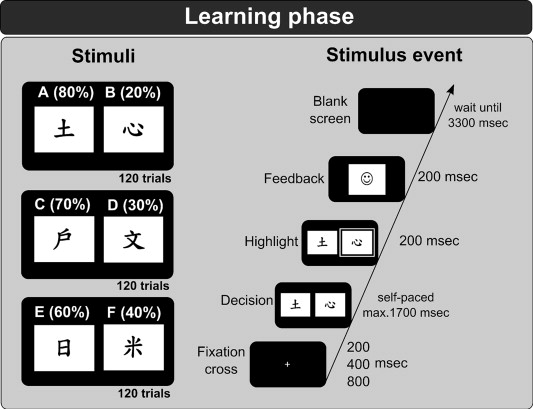 Learning phase
Stimuli
A (80%) B (20%)
土 心
120 trials
C (70%) D (30%)
戶 文
120 trials
E (60%) F (40%)
日 米
120 trials
Stimulus event
Blank
screen
wait until
3300 msec
Feedback
200 msec
Highlight
土 心
200 msec
Decision
土 心
self-paced
max.1700 msec
Fixation
cross
+
200
400 msec
800